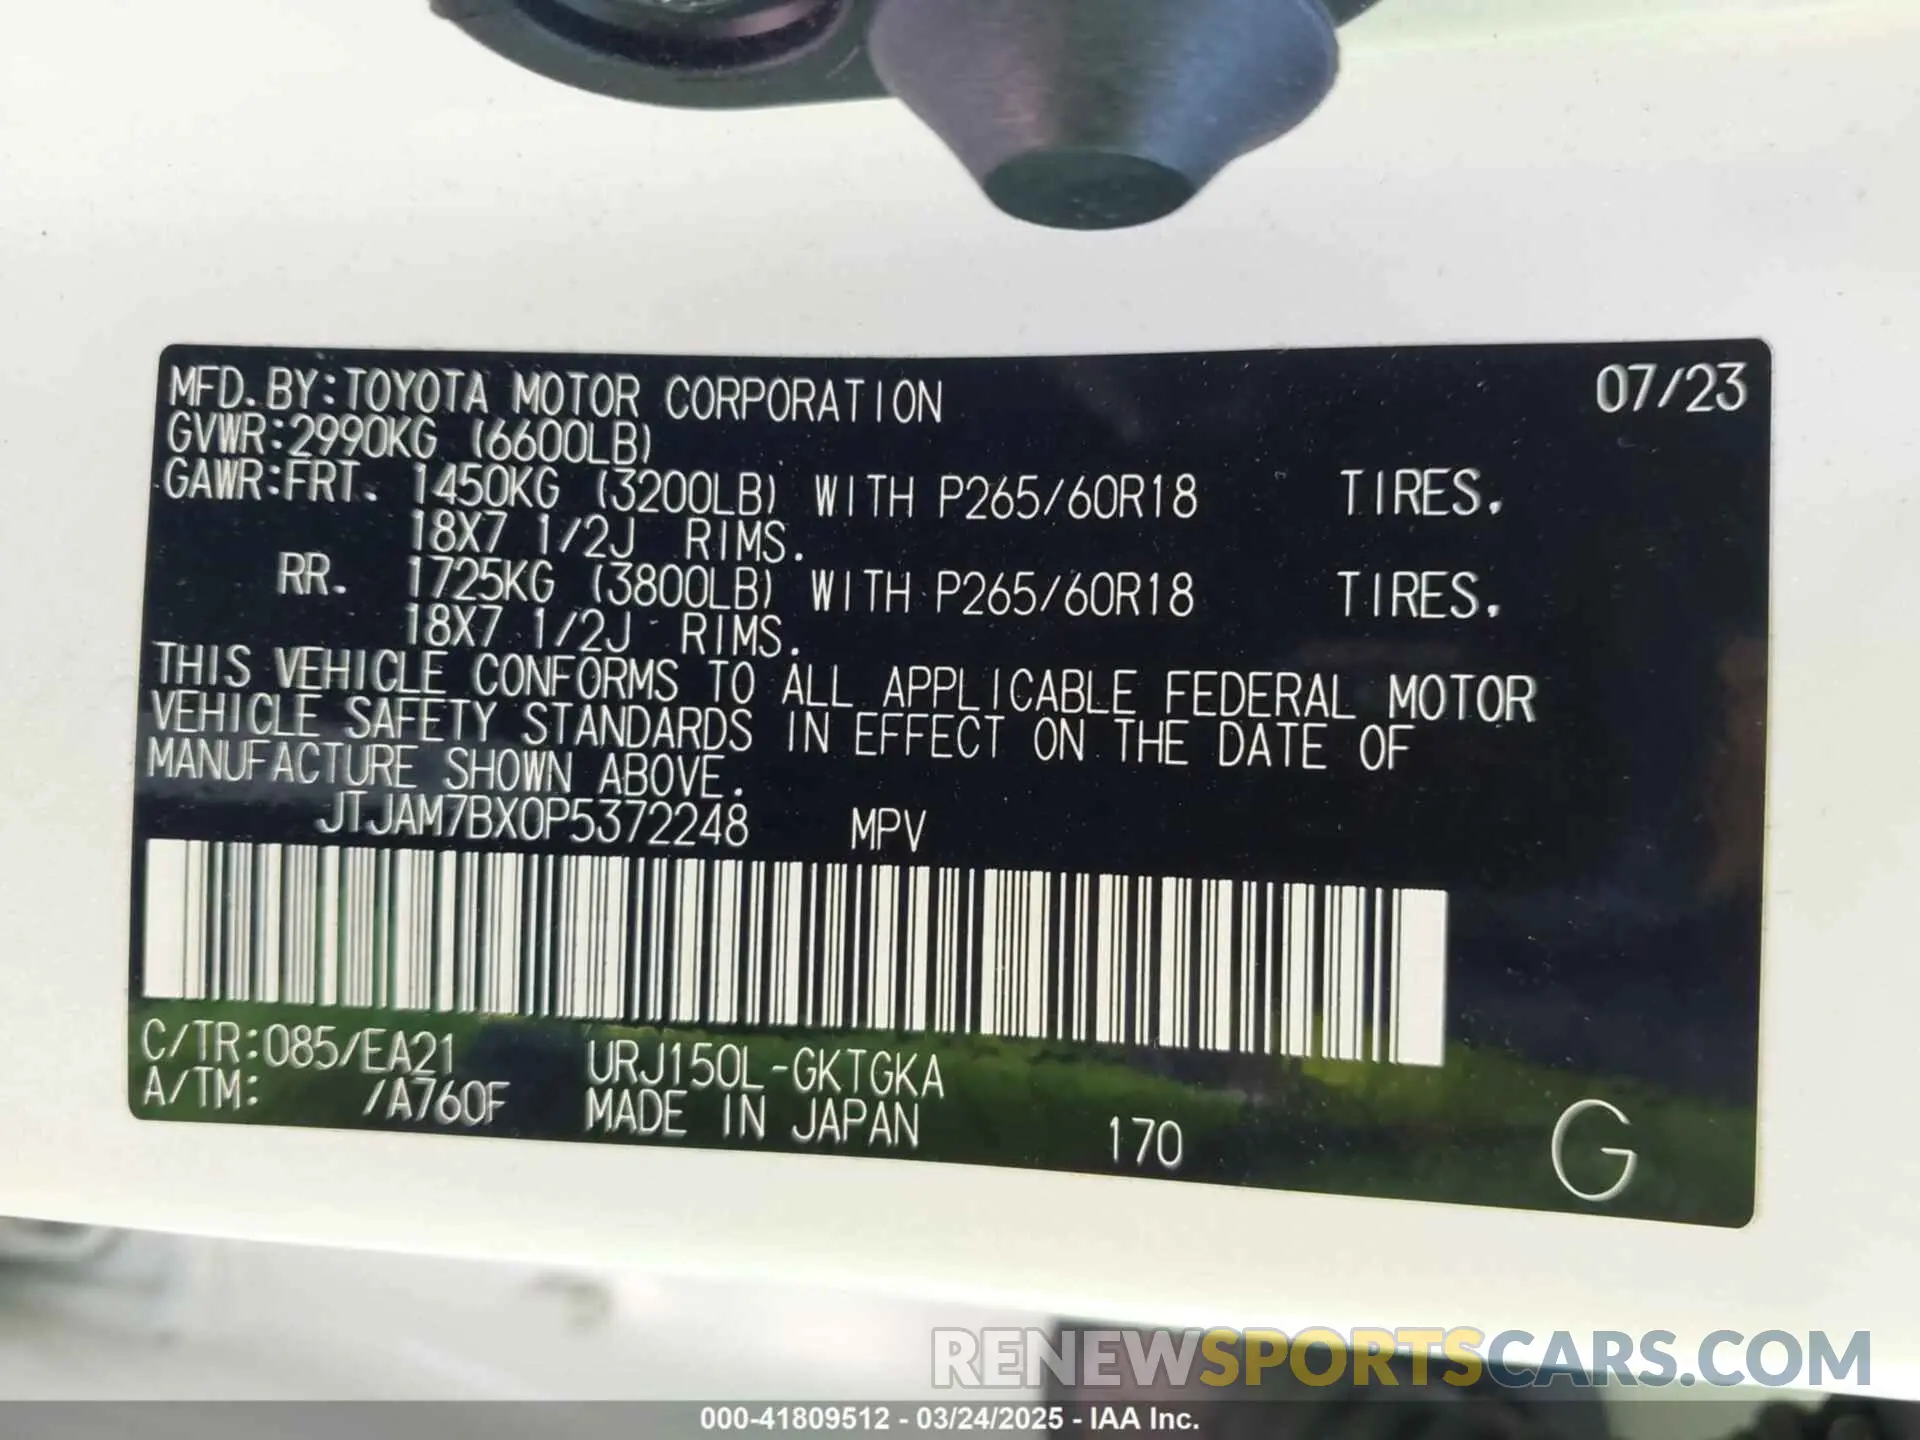 MFD. BY: TOYOTA MOTOR CORPORATION 07/23
GVWR: 2990KG (6600LB)
GAWR: FRT. 1450KG (3200LB) WITH P265/60R18 TIRES.
18X7 1/2J RIMS.
RR. 1725KG (3800LB) WITH P265/60R18 TIRES.
18X7 1/2J RIMS.
THIS VEHICLE CONFORMS TO ALL APPLICABLE FEDERAL MOTOR
VEHICLE SAFETY STANDARDS IN EFFECT ON THE DATE OF
MANUFACTURE SHOWN ABOVE.
JTJAM7BX0P5372248 MPV
C/TR: 085/EA21 URJ150L-GKTGKA
A/TM: /A760F MADE IN JAPAN 170 G
RENEWSPORTSCARS.COM
000-41809512 - 03/24/2025 - IAA Inc.